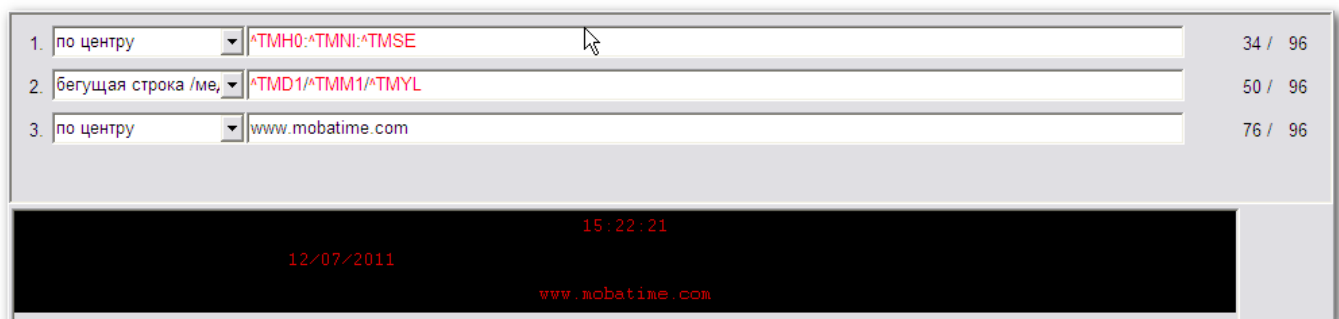 1. по центру ^TMH0:^TMNI:^TMSE 34 / 96
2. бегущая строка /мед ^TMD1/^TMM1/^TMYL 50 / 96
3. по центру www.mobatime.com 76 / 96
15:22:21
12/07/2011
www.mobatime.com